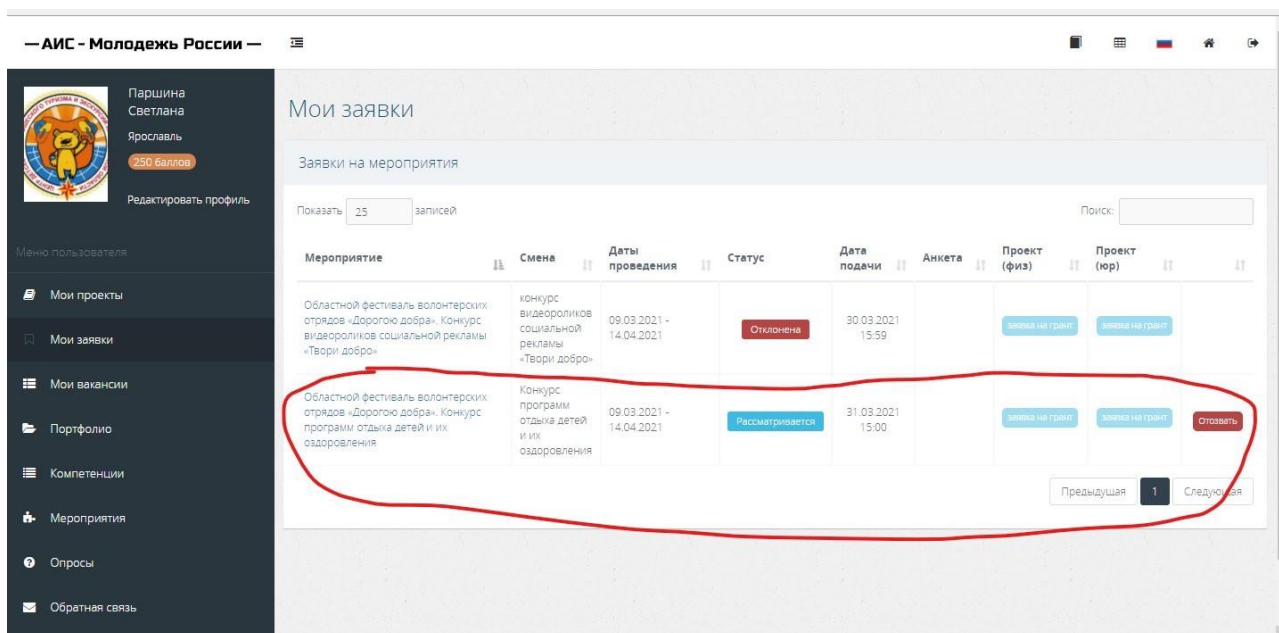 — АИС - Молодежь России —
Паршина
Светлана
Ярославль
250 баллов
Редактировать профиль
Меню пользователя
Мои проекты
Мои заявки
Мои вакансии
Портфолио
Компетенции
Мероприятия
Опросы
Обратная связь
Мои заявки
Заявки на мероприятия
Показать 25 записей
Поиск:
Мероприятие
Смена
Даты
проведения
Статус
Дата
подачи
Анкета
Проект
(физ)
Проект
(юр)
Областной фестиваль волонтерских
отрядов «Дорогою добра». Конкурс
видеороликов социальной рекламы
«Твори добро»
конкурс
видеороликов
социальной
рекламы
«Твори добро»
09.03.2021 -
14.04.2021
Отклонена
30.03.2021
15:59
заявка на грант
заявка на грант
Областной фестиваль волонтерских
отрядов «Дорогою добра». Конкурс
программ отдыха детей и их
оздоровления
Конкурс
программ
отдыха детей
и их
оздоровления
09.03.2021 -
14.04.2021
Рассматривается
31.03.2021
15:00
заявка на грант
заявка на грант
Отозвать
Предыдущая
1
Следующая